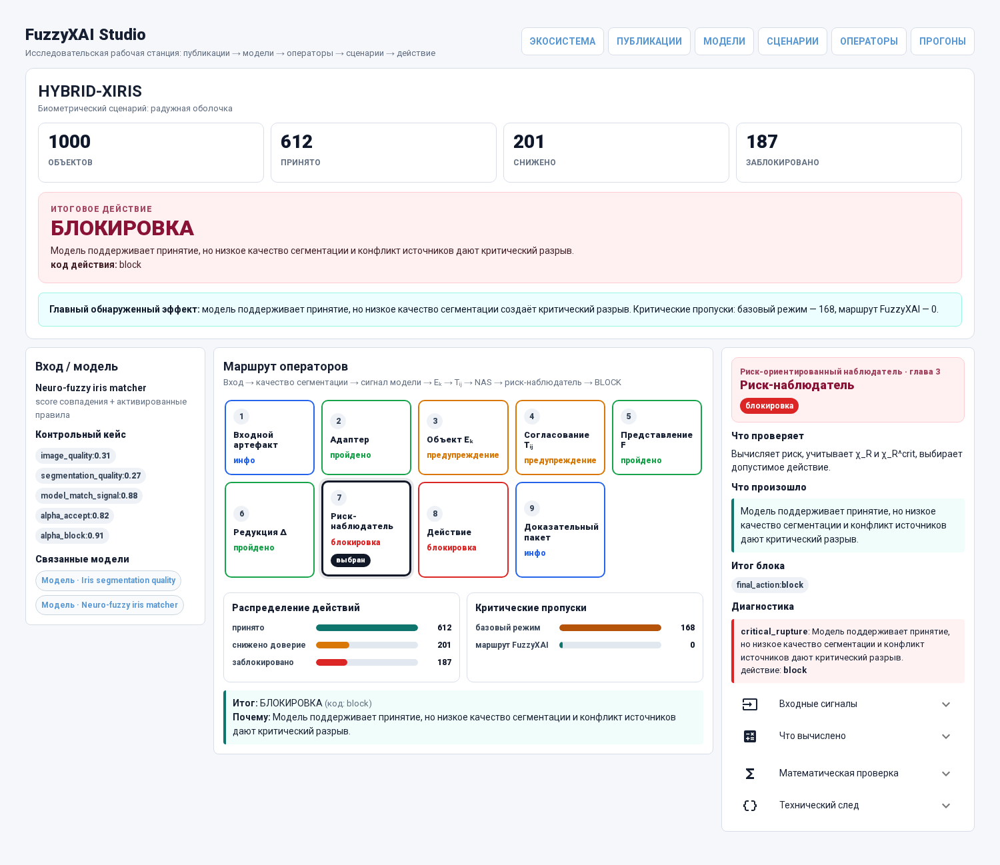 FuzzyXAI Studio
Исследовательская рабочая станция: публикации → модели → операторы → сценарии → действие
ЭКОСИСТЕМА
ПУБЛИКАЦИИ
МОДЕЛИ
СЦЕНАРИИ
ОПЕРАТОРЫ
ПРОГОНЫ
HYBRID-XIRIS
Биометрический сценарий: радужная оболочка
1000
ОБЪЕКТОВ
612
ПРИНЯТО
201
СНИЖЕНО
187
ЗАБЛОКИРОВАНО
ИТОГОВОЕ ДЕЙСТВИЕ
БЛОКИРОВКА
Модель поддерживает принятие, но низкое качество сегментации и конфликт источников дают критический разрыв.
код действия: block
Главный обнаруженный эффект: модель поддерживает принятие, но низкое качество сегментации создаёт критический разрыв. Критические пропуски: базовый режим — 168, маршрут FuzzyXAI — 0.
Вход / модель
Neuro-fuzzy iris matcher
score совпадения + активированные
правила
Контрольный кейс
image_quality:0.31
segmentation_quality:0.27
model_match_signal:0.88
alpha_accept:0.82
alpha_block:0.91
Связанные модели
Модель · Iris segmentation quality
Модель · Neuro-fuzzy iris matcher
Маршрут операторов
Вход → качество сегментации → сигнал модели → Eₖ → Tᵢⱼ → NAS → риск-наблюдатель → BLOCK
1
Входной
артефакт
инфо
2
Адаптер
пройдено
3
Объект Eₖ
предупреждение
4
Согласование
Tᵢⱼ
предупреждение
5
Представление
F
пройдено
6
Редукция Δ
пройдено
7
Риск-
наблюдатель
блокировка
выбран
8
Действие
блокировка
9
Доказательный
пакет
инфо
Распределение действий
принято 612
снижено доверие 201
заблокировано 187
Критические пропуски
базовый режим 168
маршрут FuzzyXAI 0
Итог: БЛОКИРОВКА (код: block)
Почему: Модель поддерживает принятие, но низкое качество сегментации и конфликт источников
дают критический разрыв.
Риск-ориентированный наблюдатель · глава 3
Риск-наблюдатель
блокировка
Что проверяет
Вычисляет риск, учитывает χ_R и χ_R^crit, выбирает
допустимое действие.
Что произошло
Модель поддерживает принятие, но низкое
качество сегментации и конфликт источников
дают критический разрыв.
Итог блока
final_action:block
Диагностика
critical_rupture: Модель поддерживает принятие,
но низкое качество сегментации и конфликт
источников дают критический разрыв.
действие: block
Входные сигналы
Что вычислено
Математическая проверка
Технический след